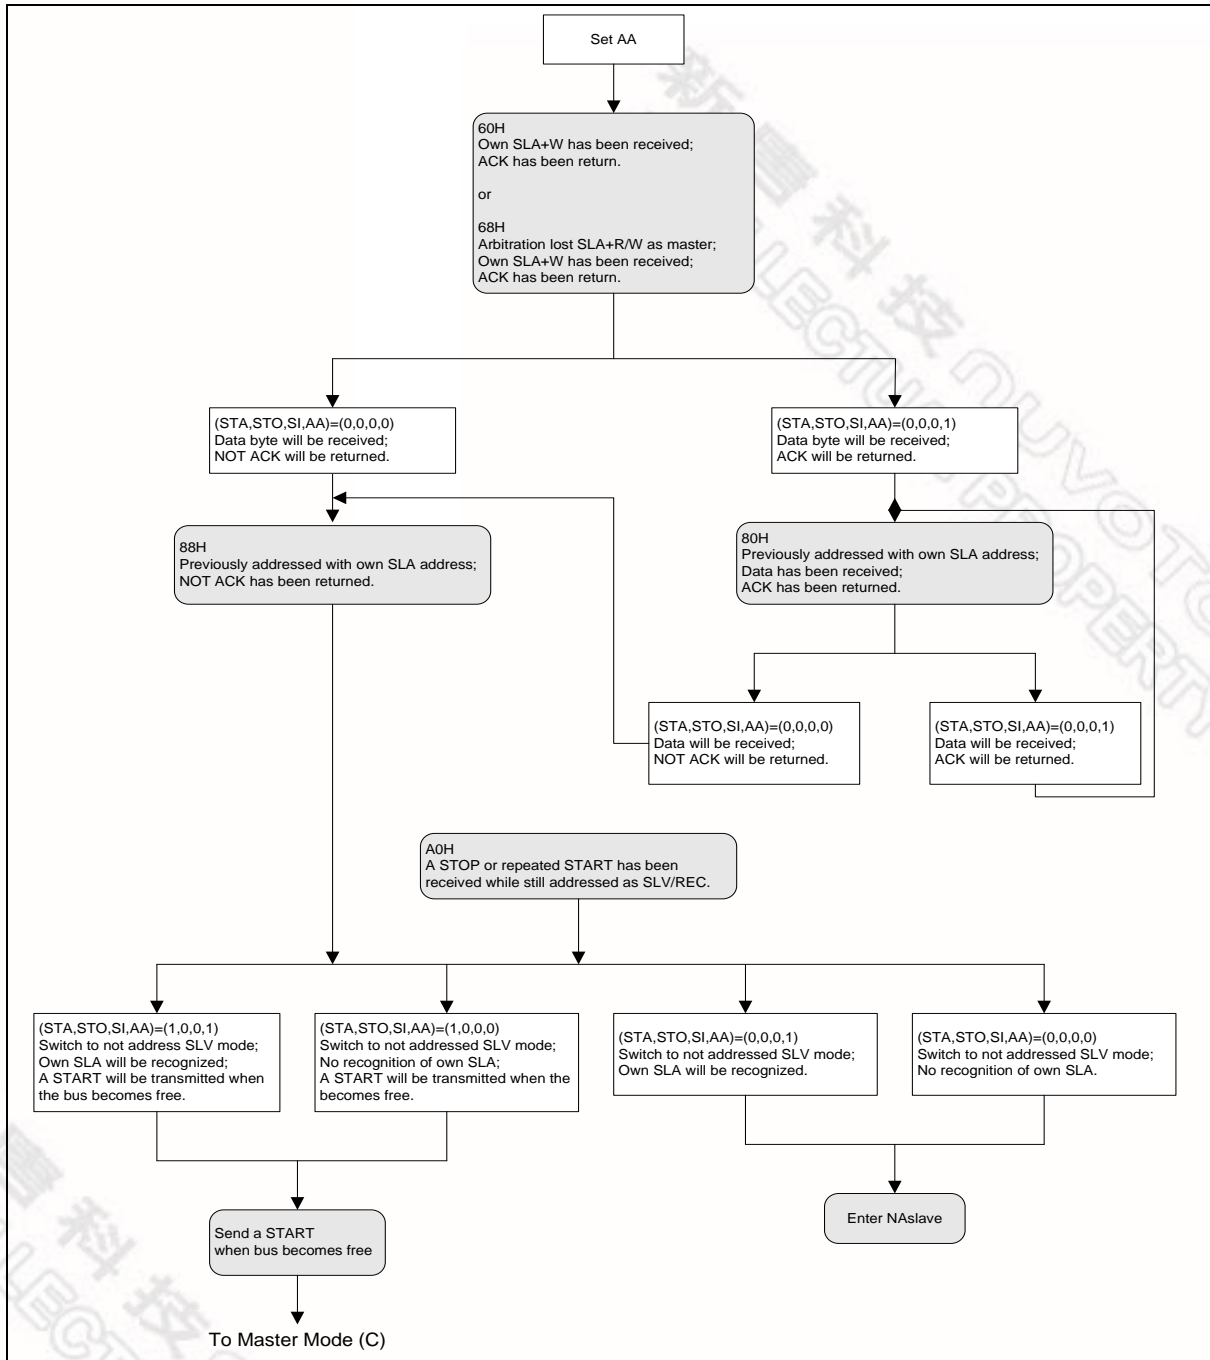 Set AA
60H
Own SLA+W has been received;
ACK has been return.
or
68H
Arbitration lost SLA+R/W as master;
Own SLA+W has been received;
ACK has been return.
(STA,STO,SI,AA)=(0,0,0,0)
Data byte will be received;
NOT ACK will be returned.
(STA,STO,SI,AA)=(0,0,0,1)
Data byte will be received;
ACK will be returned.
88H
Previously addressed with own SLA address;
NOT ACK has been returned.
80H
Previously addressed with own SLA address;
Data has been received;
ACK has been returned.
(STA,STO,SI,AA)=(0,0,0,0)
Data will be received;
NOT ACK will be returned.
(STA,STO,SI,AA)=(0,0,0,1)
Data will be received;
ACK will be returned.
A0H
A STOP or repeated START has been
received while still addressed as SLV/REC.
(STA,STO,SI,AA)=(1,0,0,1)
Switch to not address SLV mode;
Own SLA will be recognized;
A START will be transmitted when
the bus becomes free.
(STA,STO,SI,AA)=(1,0,0,0)
Switch to not addressed SLV mode;
No recognition of own SLA;
A START will be transmitted when the
becomes free.
(STA,STO,SI,AA)=(0,0,0,1)
Switch to not addressed SLV mode;
Own SLA will be recognized.
(STA,STO,SI,AA)=(0,0,0,0)
Switch to not addressed SLV mode;
No recognition of own SLA.
Send a START
when bus becomes free
Enter NAslave
To Master Mode (C)